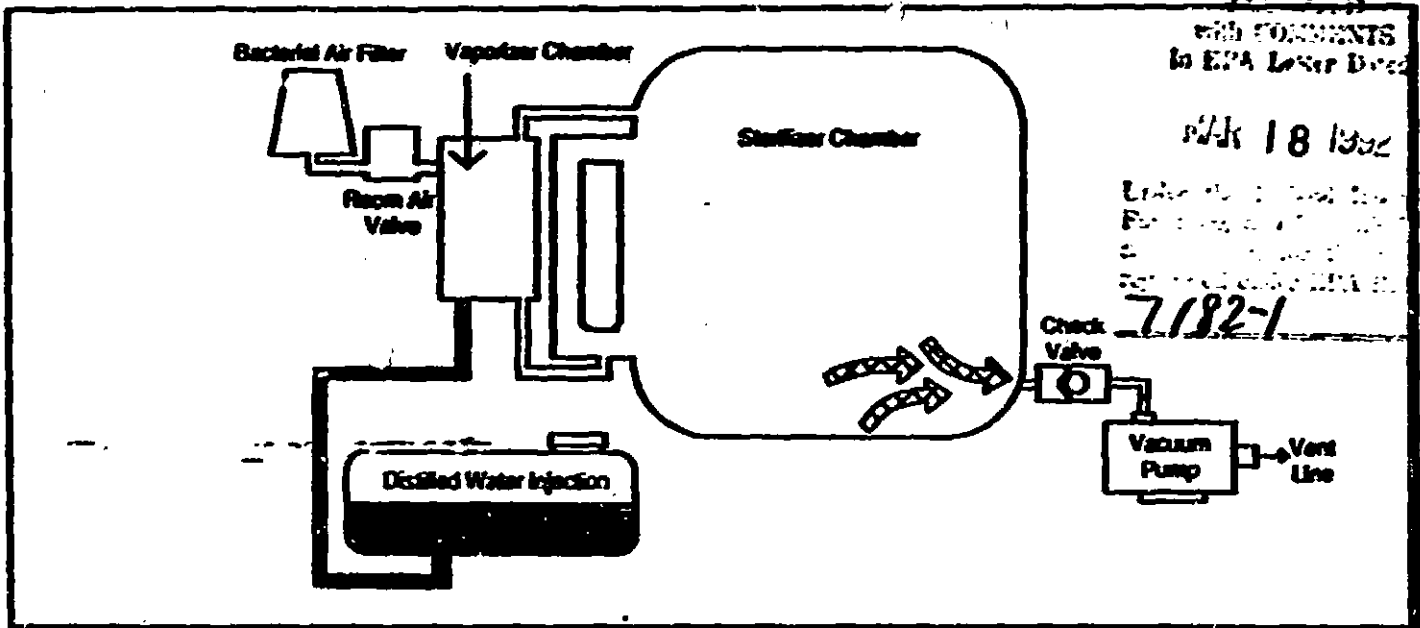 Bacterial Air Filter
Vaporizer Chamber
Sterilizer Chamber
Room Air
Valve
with COMMENTS
In EPA Letter Dated
MAR 18 1992
7182-1
Check
Valve
Vacuum
Pump
Vent
Line
Distilled Water Injection